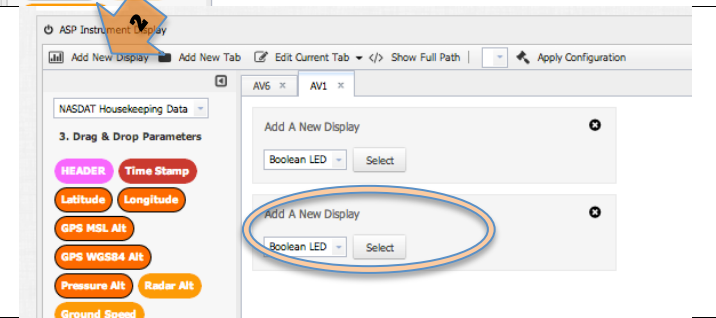 2
ASP Instrument Display
Add New Display Add New Tab Edit Current Tab </> Show Full Path | Apply Configuration
AV6 × AV1 ×
NASDAT Housekeeping Data
3. Drag & Drop Parameters
HEADER Time Stamp
Latitude Longitude
GPS MSL Alt
GPS WGS84 Alt
Pressure Alt Radar Alt
Ground Speed
Add A New Display
Boolean LED Select
Add A New Display
Boolean LED Select